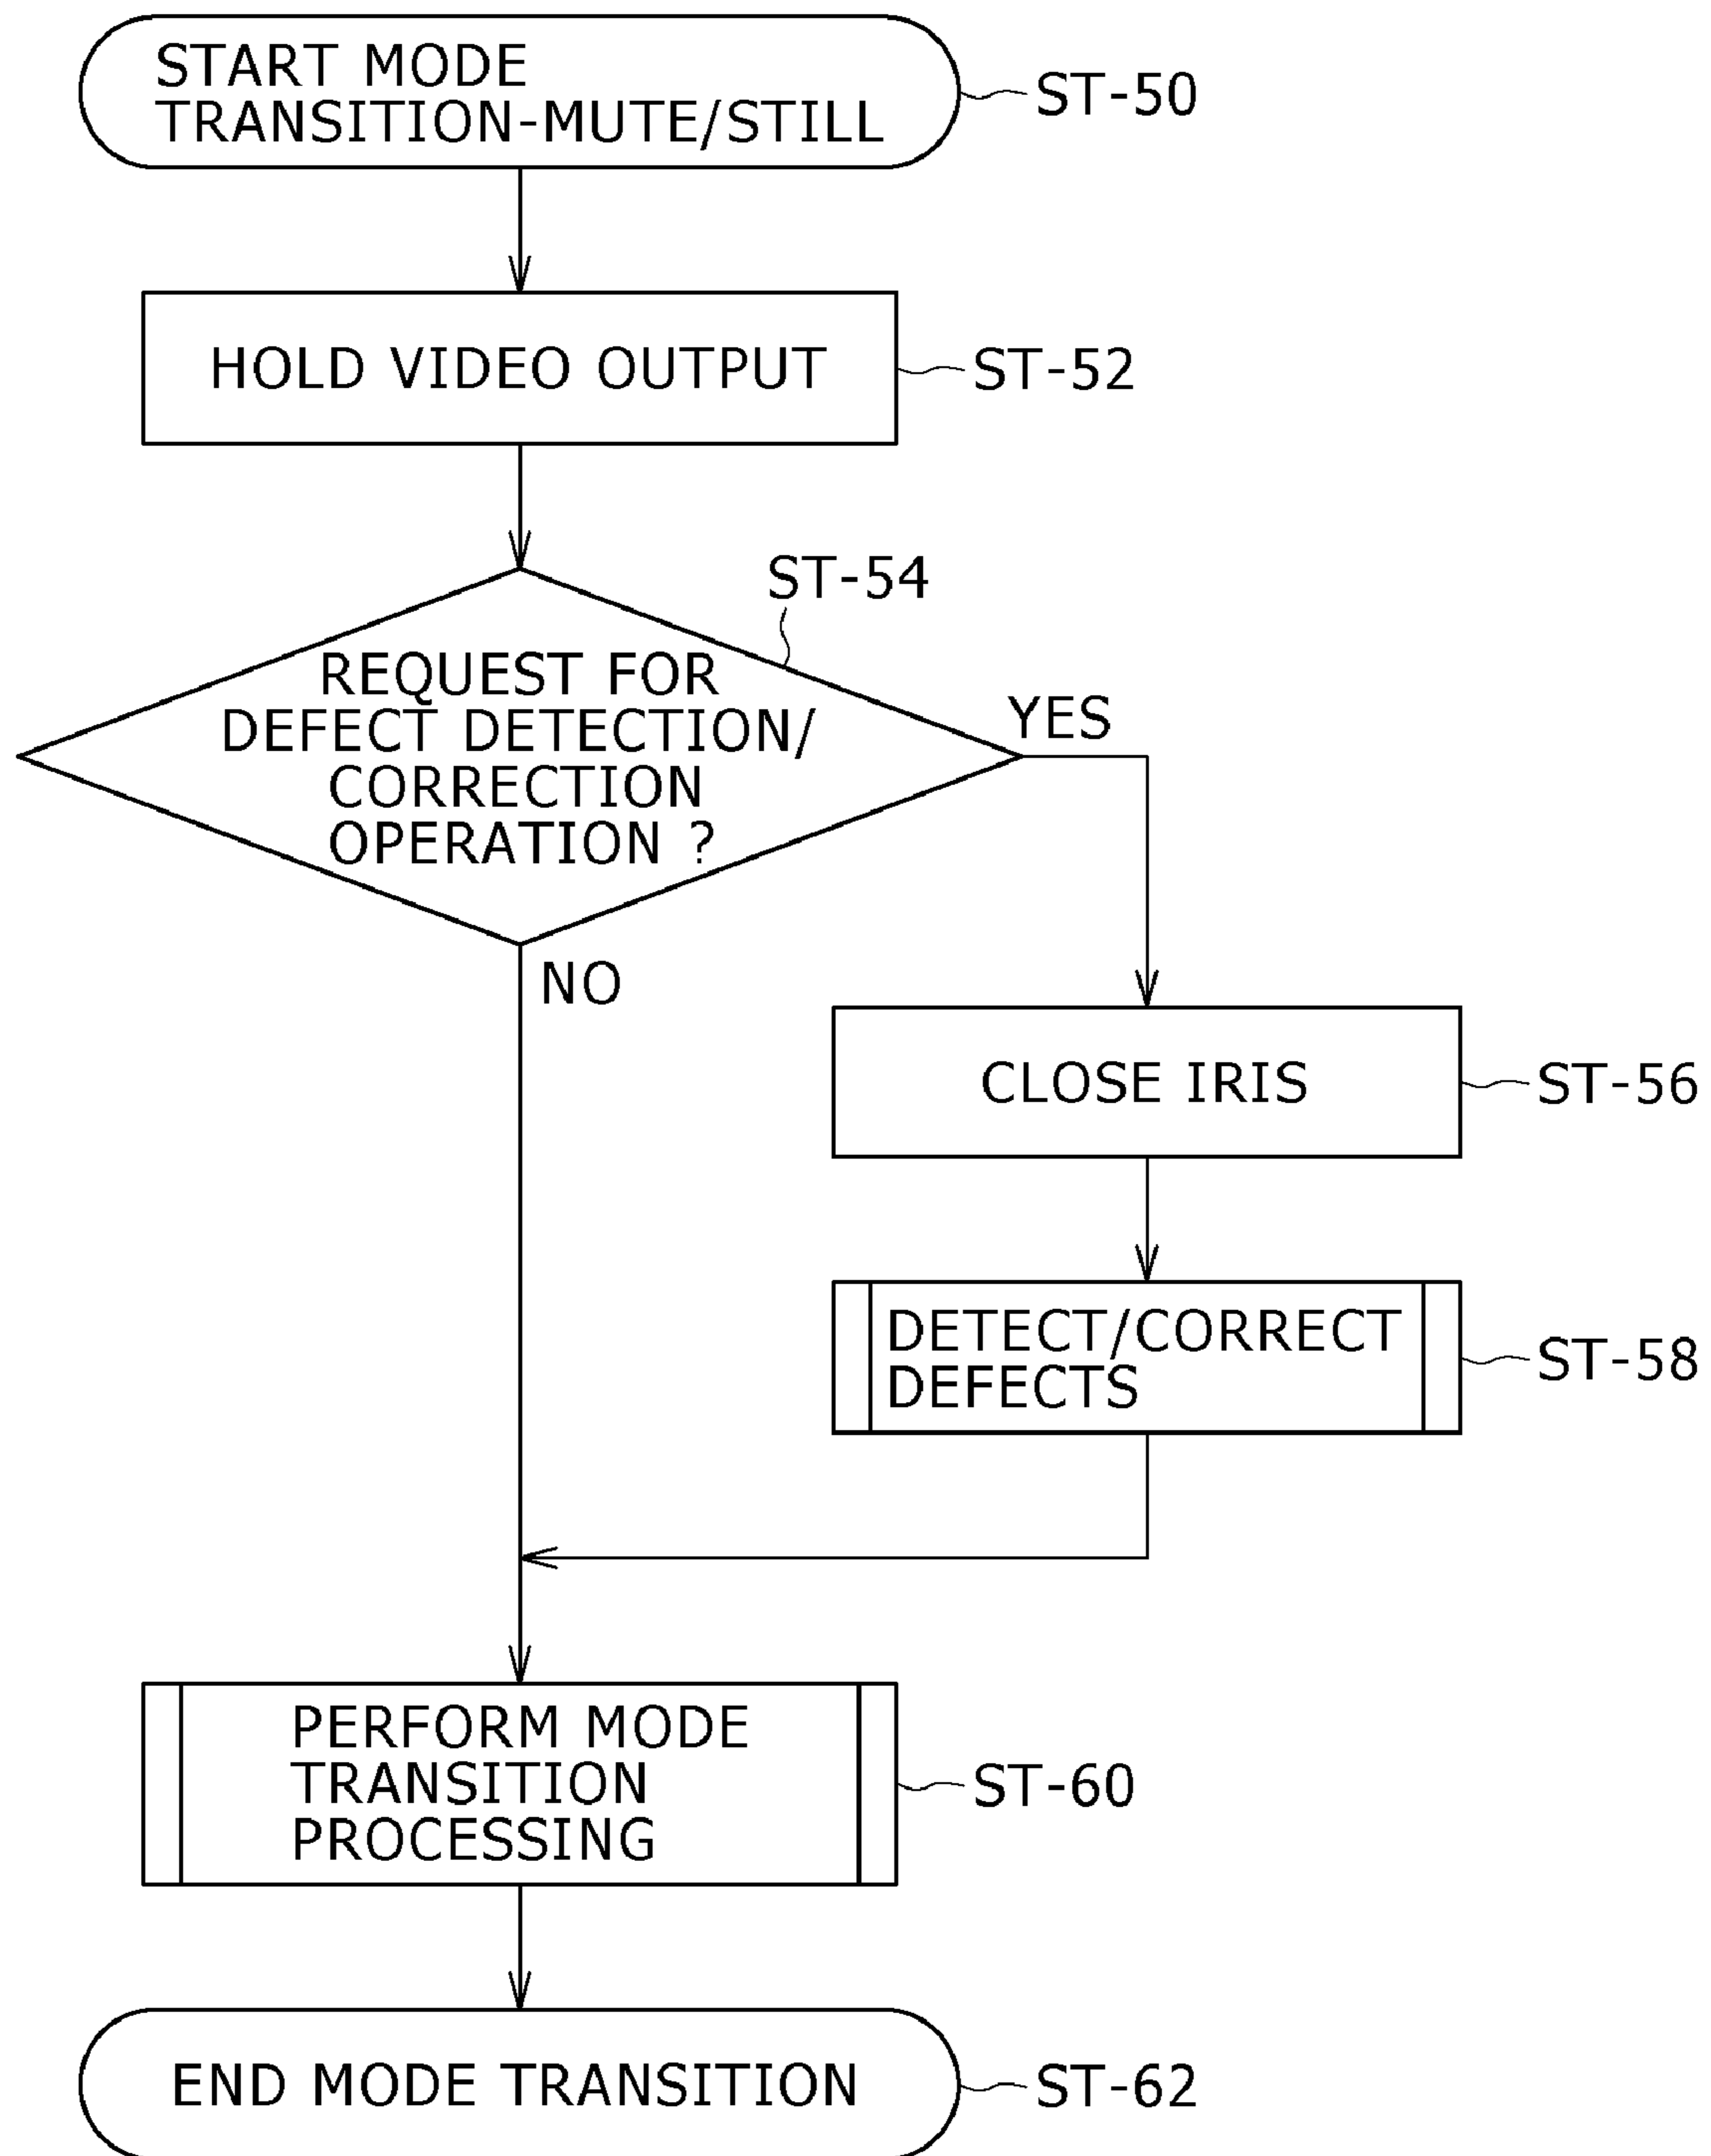 START MODE
TRANSITION-MUTE/STILL
ST-50
HOLD VIDEO OUTPUT
ST-52
ST-54
REQUEST FOR
DEFECT DETECTION/
CORRECTION
OPERATION ?
YES
NO
CLOSE IRIS
ST-56
DETECT/CORRECT
DEFECTS
ST-58
PERFORM MODE
TRANSITION
PROCESSING
ST-60
END MODE TRANSITION
ST-62